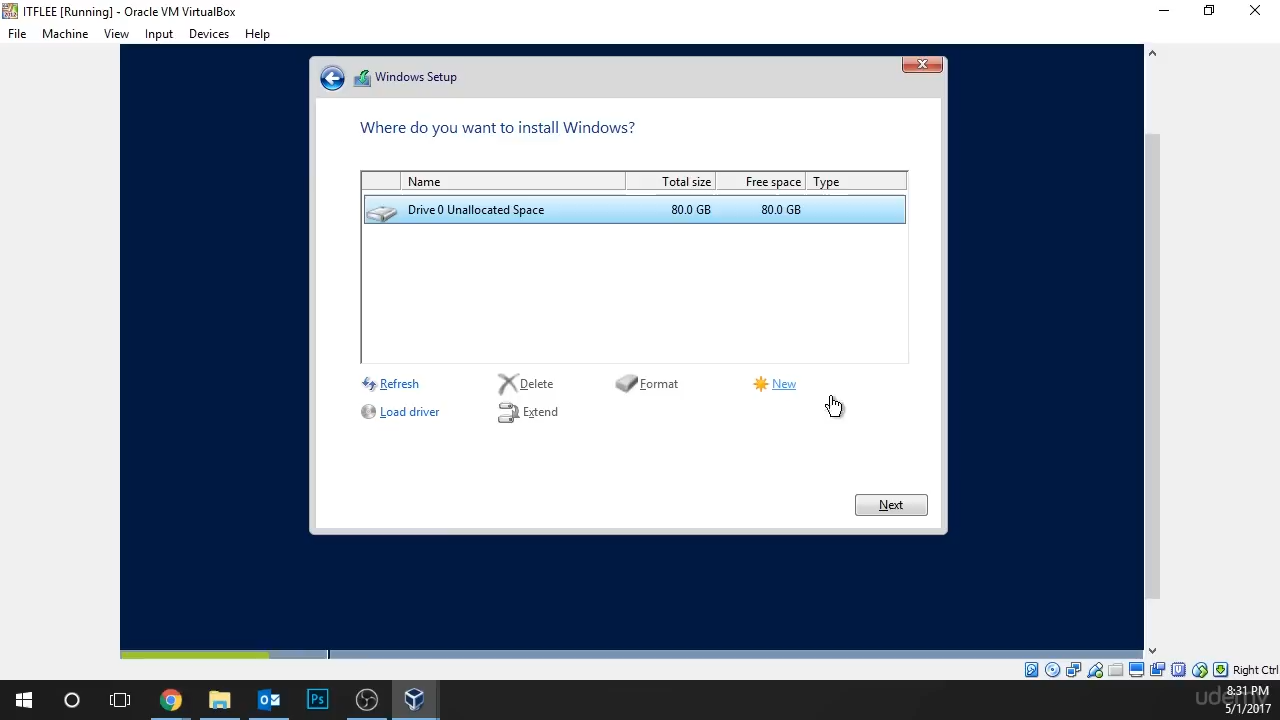 ITFLEE [Running] - Oracle VM VirtualBox
File Machine View Input Devices Help
Windows Setup
Where do you want to install Windows?
Name Total size Free space Type
Drive 0 Unallocated Space 80.0 GB 80.0 GB
Refresh Delete Format New
Load driver Extend
Next
Right Ctrl
Ps
8:31 PM
udemy
5/1/2017